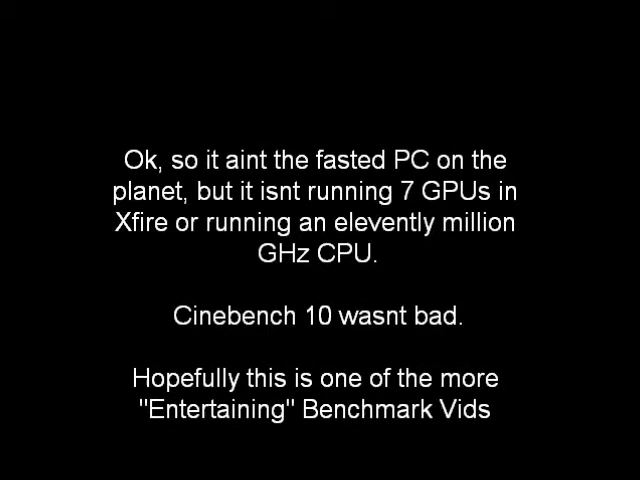 Ok, so it aint the fasted PC on the
planet, but it isnt running 7 GPUs in
Xfire or running an elevently million
GHz CPU.
Cinebench 10 wasnt bad.
Hopefully this is one of the more
"Entertaining" Benchmark Vids